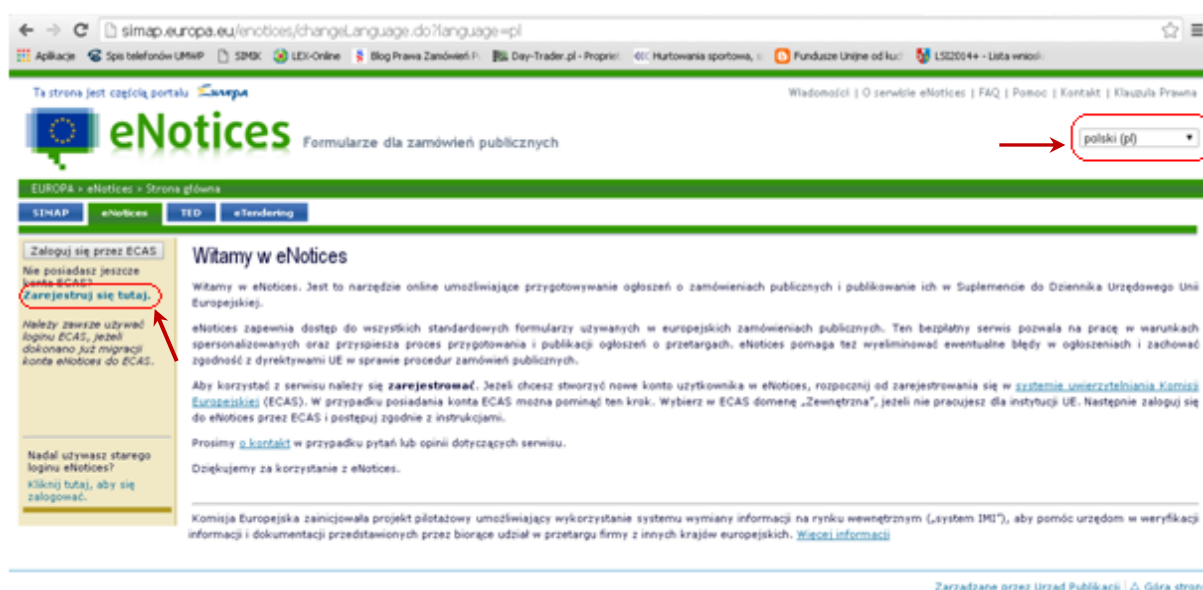 simap.europa.eu/enotices/changeLanguage.do?language=pl
Aplikacje Spis telefonów UMWP SIMIK LEX-Online Blog Prawa Zamówień P Day-Trader.pl - Propriet Hurtowania sportowa, Fundusze Unijne od kuc LSI2014+ - Lista wniosk
Ta strona jest częścią portalu Europa
Wiadomości | O serwisie eNotices | FAQ | Pomoc | Kontakt | Klauzula Prawna
eNotices Formularze dla zamówień publicznych
polski (pl)
EUROPA > eNotices > Strona główna
SIMAP eNotices TED eTendering
Zaloguj się przez ECAS
Nie posiadasz jeszcze
konta ECAS?
Zarejestruj się tutaj.
Należy zawsze używać
loginu ECAS, jeżeli
dokonano już migracji
konta eNotices do ECAS.
Nadal używasz starego
loginu eNotices?
Kliknij tutaj, aby się
zalogować.
Witamy w eNotices
Witamy w eNotices. Jest to narzędzie online umożliwiające przygotowywanie ogłoszeń o zamówieniach publicznych i publikowanie ich w Suplemencie do Dziennika Urzędowego Unii
Europejskiej.
eNotices zapewnia dostęp do wszystkich standardowych formularzy używanych w europejskich zamówieniach publicznych. Ten bezpłatny serwis pozwala na pracę w warunkach
spersonalizowanych oraz przyspiesza proces przygotowania i publikacji ogłoszeń o przetargach. eNotices pomaga też wyeliminować ewentualne błędy w ogłoszeniach i zachować
zgodność z dyrektywami UE w sprawie procedur zamówień publicznych.
Aby korzystać z serwisu należy się zarejestrować. Jeżeli chcesz stworzyć nowe konto użytkownika w eNotices, rozpocznij od zarejestrowania się w systemie uwierzytelniania Komisji
Europejskiej (ECAS). W przypadku posiadania konta ECAS można pominąć ten krok. Wybierz w ECAS domenę „Zewnętrzna”, jeżeli nie pracujesz dla instytucji UE. Następnie zaloguj się
do eNotices przez ECAS i postępuj zgodnie z instrukcjami.
Prosimy o kontakt w przypadku pytań lub opinii dotyczących serwisu.
Dziękujemy za korzystanie z eNotices.
Komisja Europejska zainicjowała projekt pilotażowy umożliwiający wykorzystanie systemu wymiany informacji na rynku wewnętrznym („system IMI”), aby pomóc urzędom w weryfikacji
informacji i dokumentacji przedstawionych przez biorące udział w przetargu firmy z innych krajów europejskich. Więcej informacji
Zarządzane przez Urząd Publikacji | Góra strony